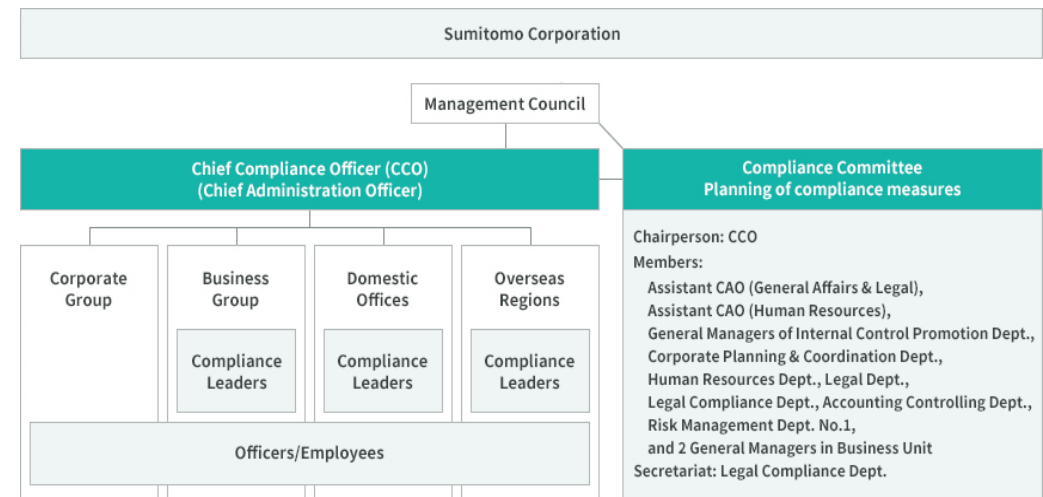 Sumitomo Corporation
Management Council
Chief Compliance Officer (CCO)
(Chief Administration Officer)
Compliance Committee
Planning of compliance measures
Corporate
Group
Business
Group
Domestic
Offices
Overseas
Regions
Compliance
Leaders
Compliance
Leaders
Compliance
Leaders
Officers/Employees
Chairperson: CCO
Members:
Assistant CAO (General Affairs & Legal),
Assistant CAO (Human Resources),
General Managers of Internal Control Promotion Dept.,
Corporate Planning & Coordination Dept.,
Human Resources Dept., Legal Dept.,
Legal Compliance Dept., Accounting Controlling Dept.,
Risk Management Dept. No.1,
and 2 General Managers in Business Unit
Secretariat: Legal Compliance Dept.